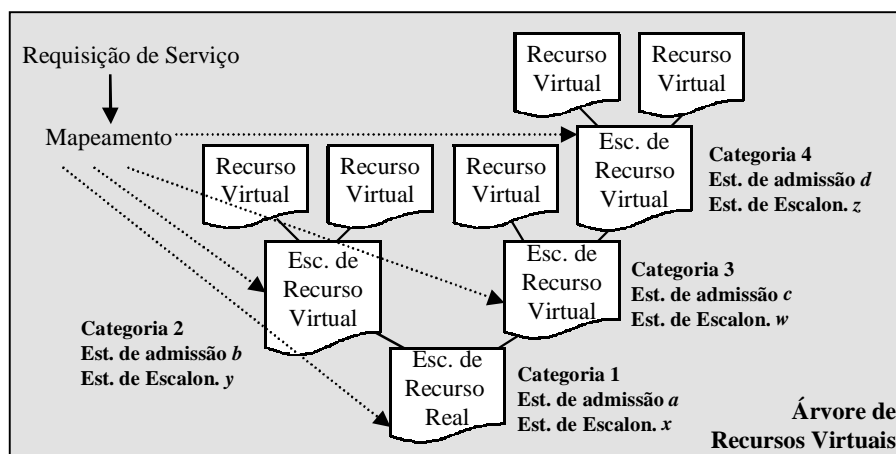 Requisição de Serviço
Mapeamento
Recurso
Virtual
Recurso
Virtual
Esc. de
Recurso
Virtual
Categoria 4
Est. de admissão d
Est. de Escalon. z
Recurso
Virtual
Recurso
Virtual
Recurso
Virtual
Esc. de
Recurso
Virtual
Esc. de
Recurso
Virtual
Categoria 3
Est. de admissão c
Est. de Escalon. w
Categoria 2
Est. de admissão b
Est. de Escalon. y
Esc. de
Recurso
Real
Categoria 1
Est. de admissão a
Est. de Escalon. x
Árvore de
Recursos Virtuais